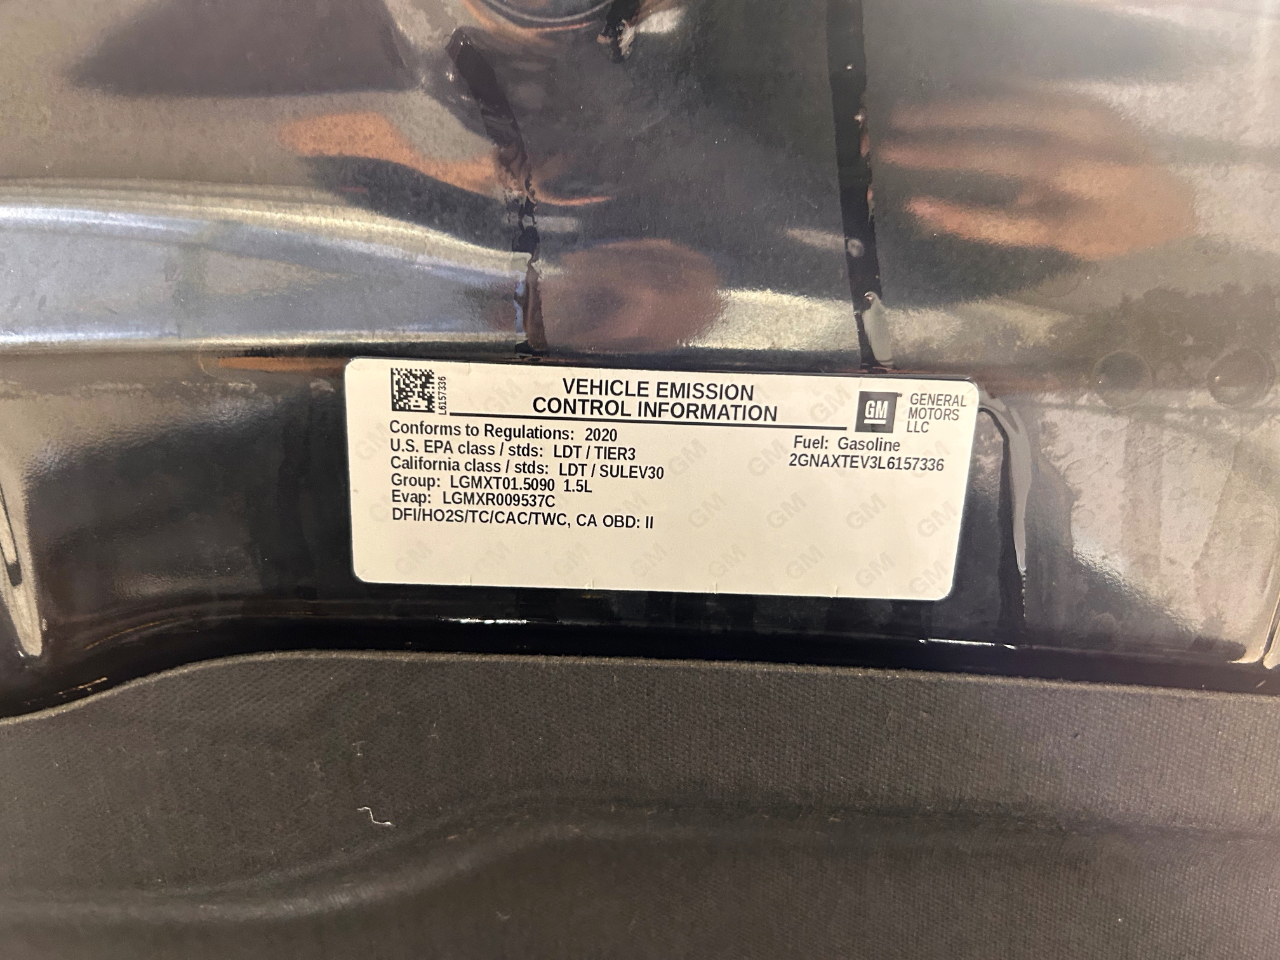 L6157336
VEHICLE EMISSION
CONTROL INFORMATION
GM
GENERAL
MOTORS
LLC
Conforms to Regulations: 2020
U.S. EPA class / stds: LDT / TIER3
California class / stds: LDT / SULEV30
Group: LGMXT01.5090 1.5L
Evap: LGMXR009537C
DFI/HO2S/TC/CAC/TWC, CA OBD: II
Fuel: Gasoline
2GNAXTEV3L6157336